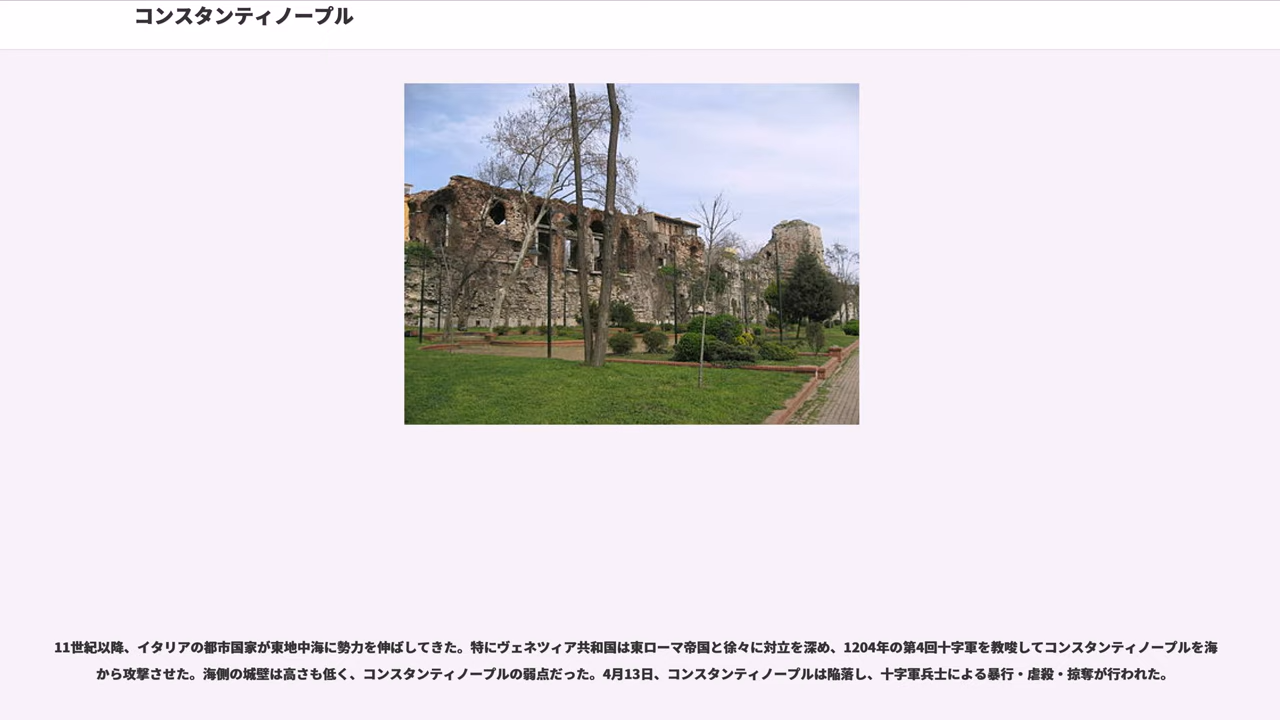 コンスタンティノープル
11世紀以降、イタリアの都市国家が東地中海に勢力を伸ばしてきた。特にヴェネツィア共和国は東ローマ帝国と徐々に対立を深め、1204年の第4回十字軍を教唆してコンスタンティノープルを海
から攻撃させた。海側の城壁は高さも低く、コンスタンティノープルの弱点だった。4月13日、コンスタンティノープルは陥落し、十字軍兵士による暴行・虐殺・掠奪が行われた。